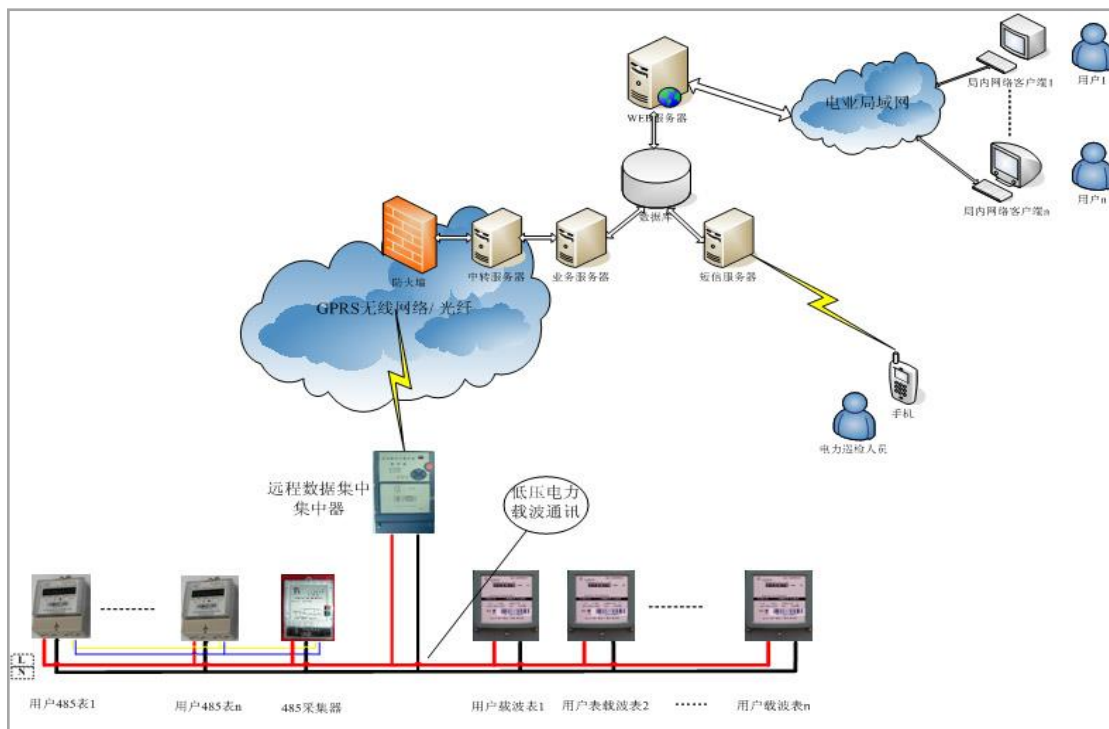 WEB服务器
电业局域网
局内网络客户端1
用户1
局内网络客户端n
用户n
数据库
防火墙
中转服务器
业务服务器
短信服务器
GPRS无线网络/ 光纤
手机
电力巡检人员
远程数据集中
集中器
低压电力
载波通讯
L
N
用户485表1
用户485表n
485采集器
用户载波表1
用户表载波表2
用户载波表n